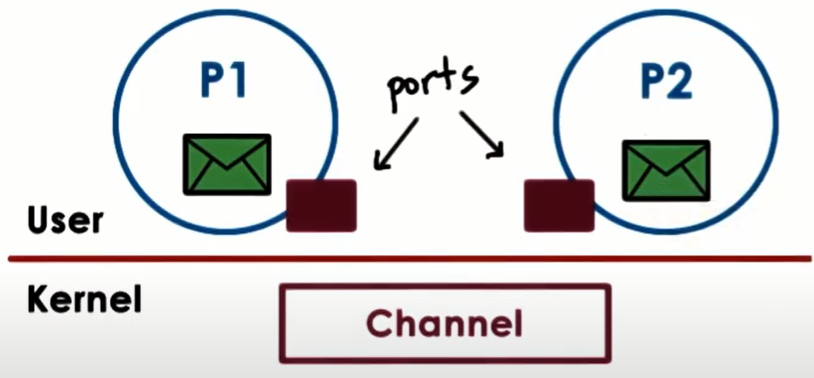 P1
ports
P2
User
Kernel
Channel